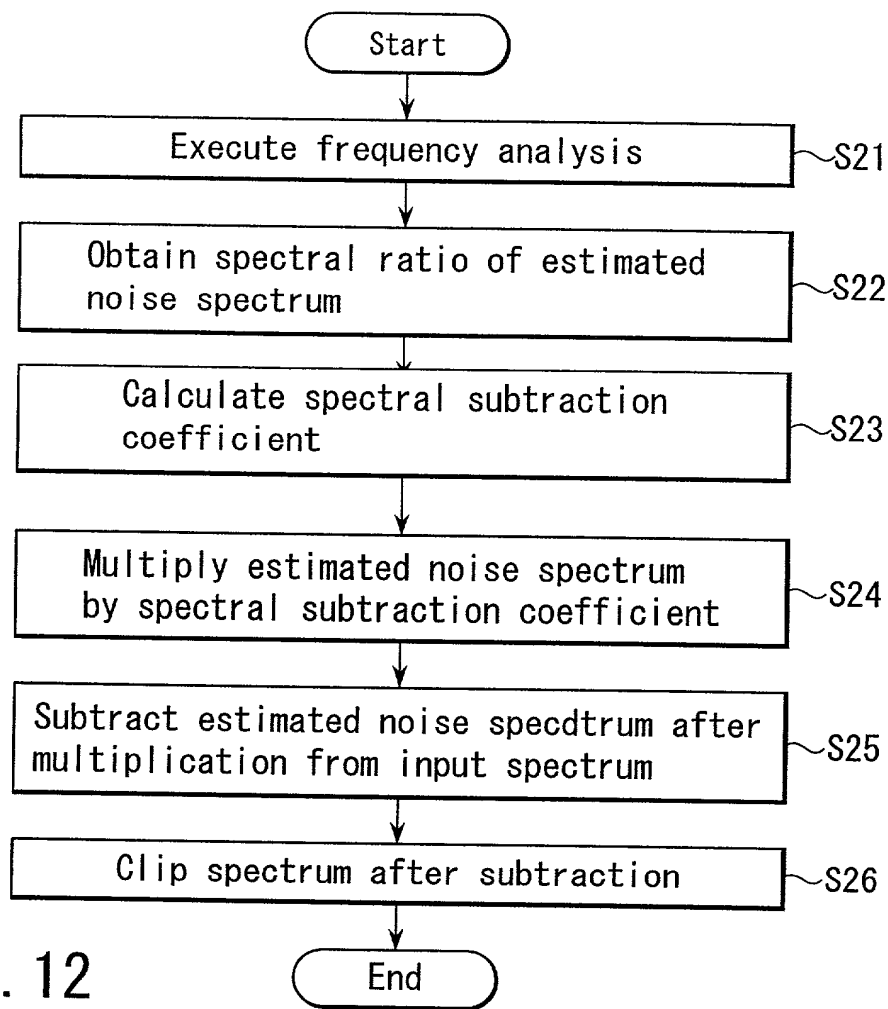 Start
Execute frequency analysis
S21
Obtain spectral ratio of estimated
noise spectrum
S22
Calculate spectral subtraction
coefficient
S23
Multiply estimated noise spectrum
by spectral subtraction coefficient
S24
Subtract estimated noise specdtrum after
multiplication from input spectrum
S25
Clip spectrum after subtraction
S26
End
. 12